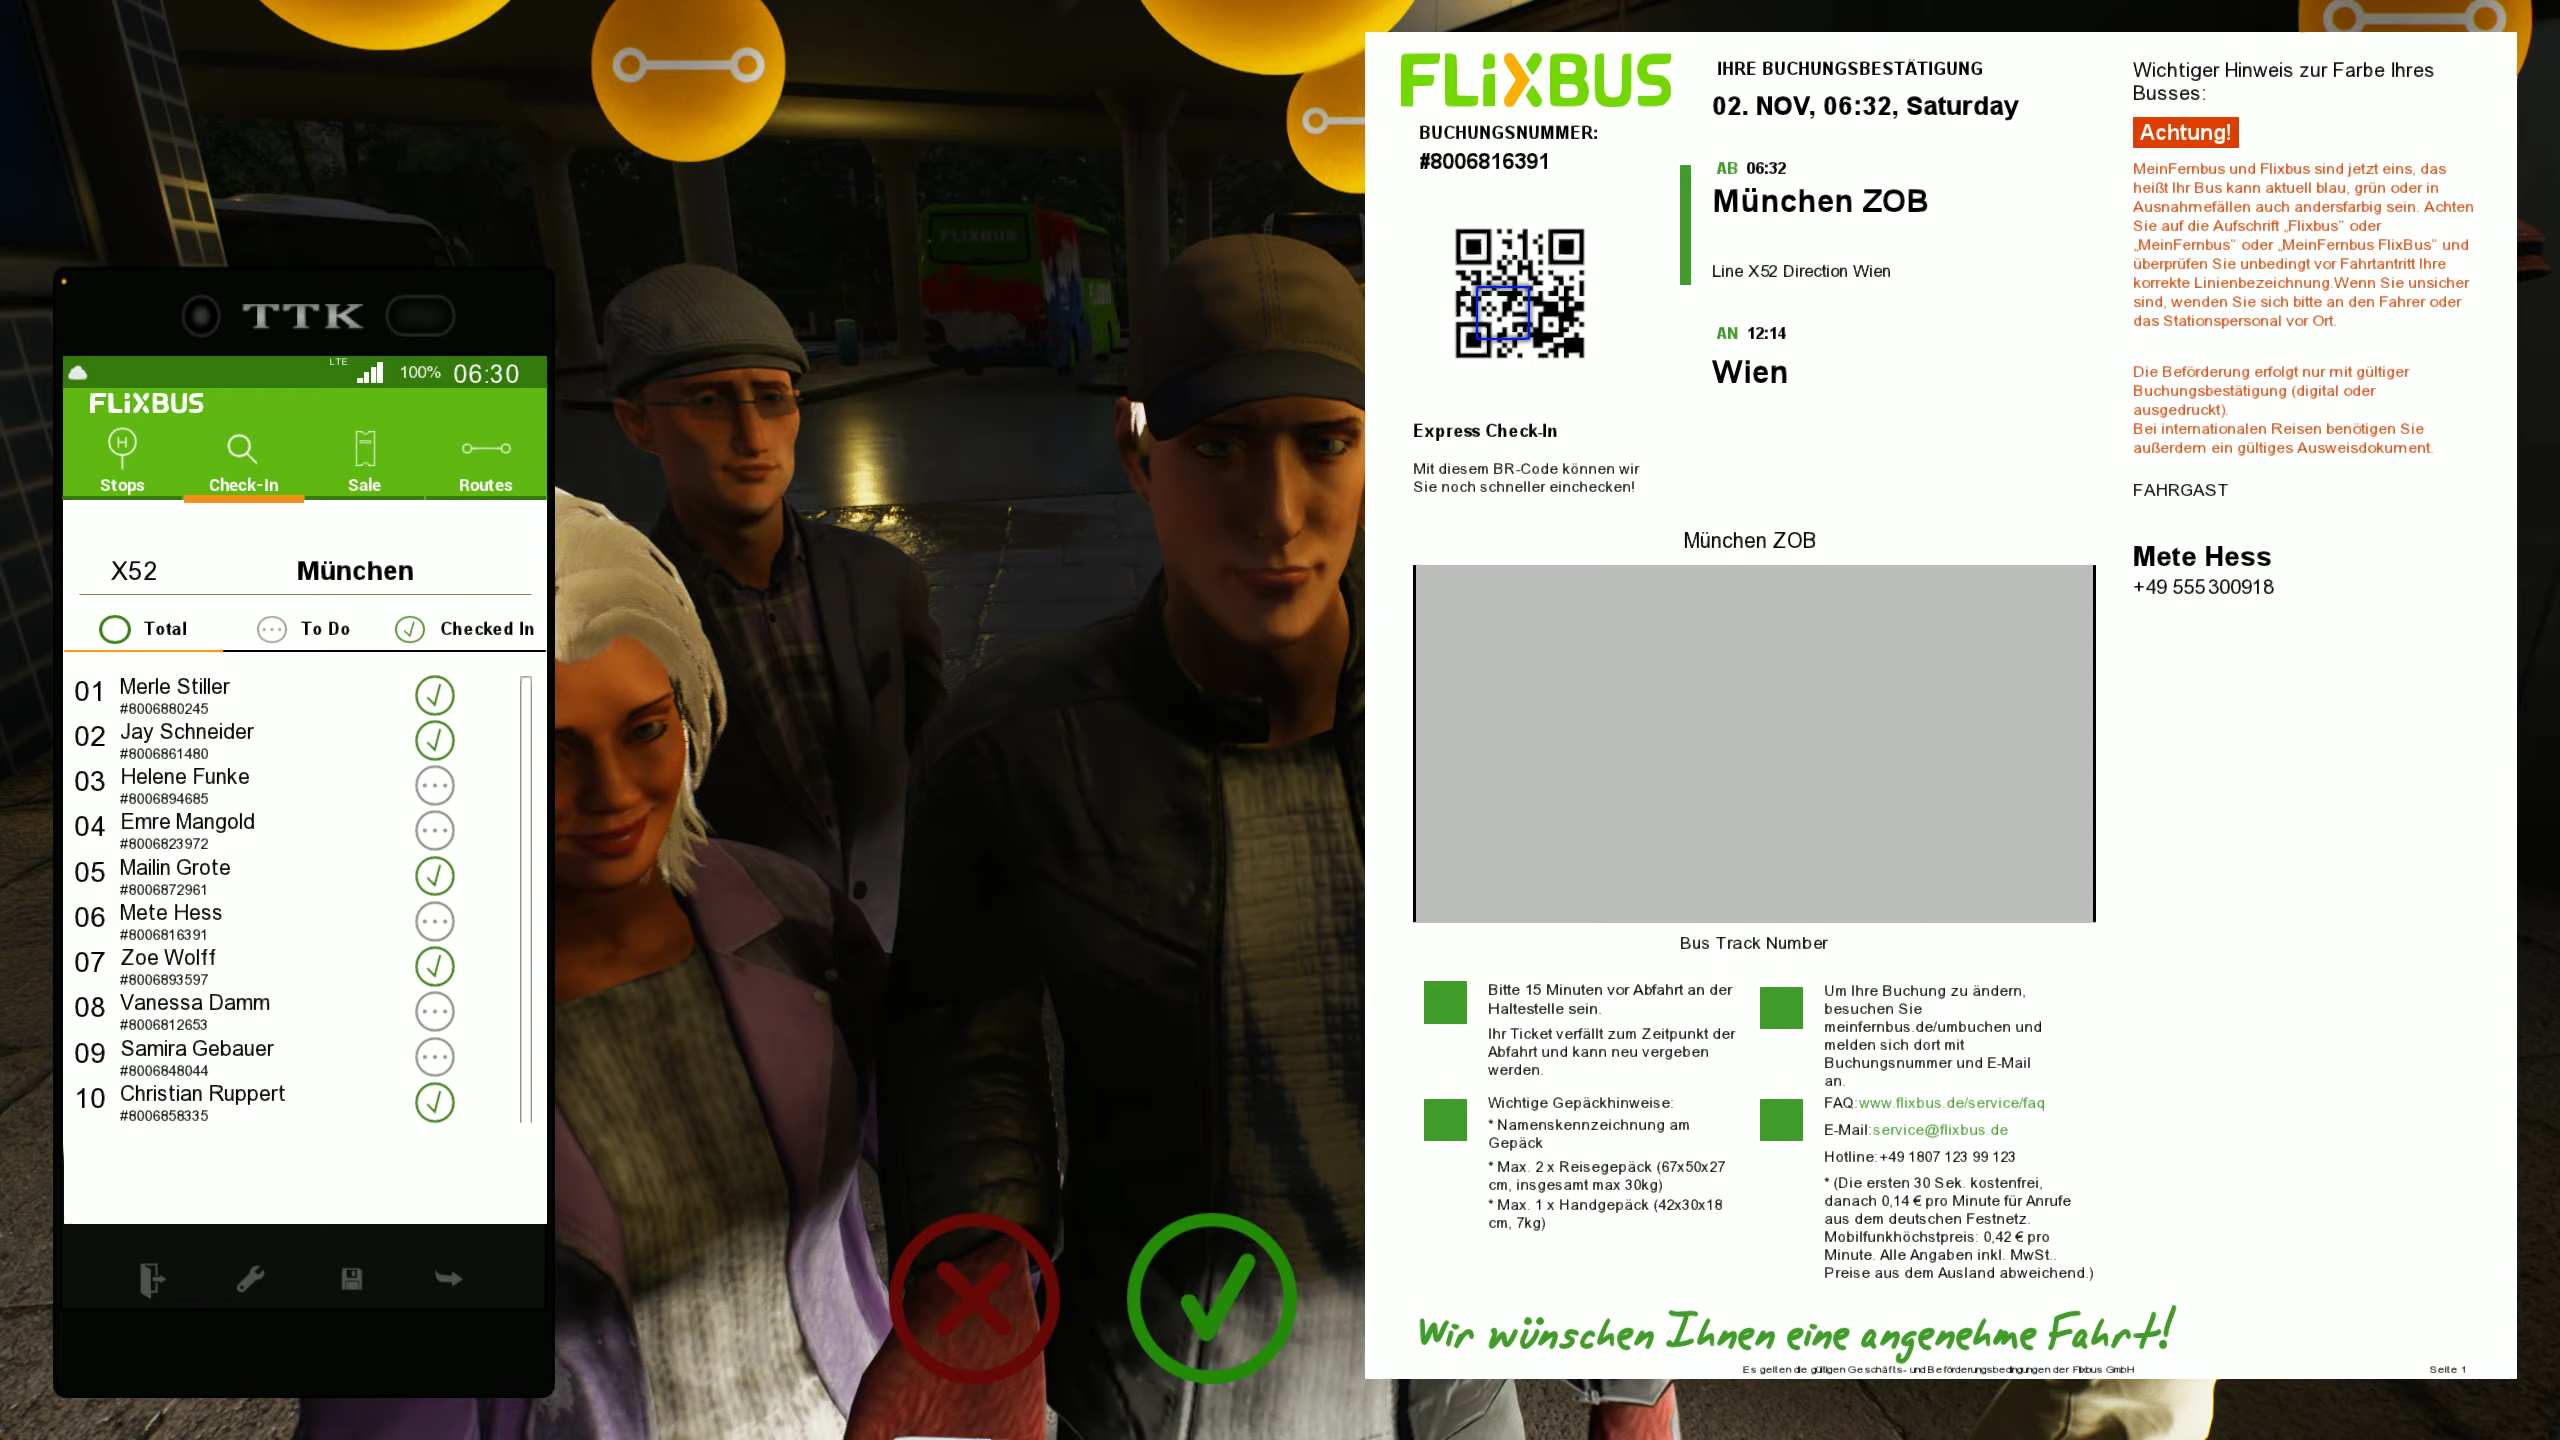 TTK
LTE
100%
06:30
FLiXBUS
H
Stops
Check-In
Sale
Routes
X52
München
Total
To Do
Checked In
01 Merle Stiller
#8006880245
02 Jay Schneider
#8006861480
03 Helene Funke
#8006894685
04 Emre Mangold
#8006823972
05 Mailin Grote
#8006872961
06 Mete Hess
#8006816391
07 Zoe Wolff
#8006893597
08 Vanessa Damm
#8006812653
09 Samira Gebauer
#8006848044
10 Christian Ruppert
#8006858335
FLiXBUS
FLiXBUS
FLiXBUS
BUCHUNGSNUMMER:
#8006816391
IHRE BUCHUNGSBESTÄTIGUNG
02. NOV, 06:32, Saturday
AB 06:32
München ZOB
Line X52 Direction Wien
AN 12:14
Wien
Express Check-In
Mit diesem BR-Code können wir
Sie noch schneller einchecken!
München ZOB
Bus Track Number
Bitte 15 Minuten vor Abfahrt an der
Haltestelle sein.
Ihr Ticket verfällt zum Zeitpunkt der
Abfahrt und kann neu vergeben
werden.
Wichtige Gepäckhinweise:
* Namenskennzeichnung am
Gepäck
* Max. 2 x Reisegepäck (67x50x27
cm, insgesamt max 30kg)
* Max. 1 x Handgepäck (42x30x18
cm, 7kg)
Um Ihre Buchung zu ändern,
besuchen Sie
meinfernbus.de/umbuchen und
melden sich dort mit
Buchungsnummer und E-Mail
an.
FAQ:www.flixbus.de/service/faq
E-Mail:service@flixbus.de
Hotline:+49 1807 123 99 123
* (Die ersten 30 Sek. kostenfrei,
danach 0,14 € pro Minute für Anrufe
aus dem deutschen Festnetz.
Mobilfunkhöchstpreis: 0,42 € pro
Minute. Alle Angaben inkl. MwSt..
Preise aus dem Ausland abweichend.)
Wichtiger Hinweis zur Farbe Ihres
Busses:
Achtung!
MeinFernbus und Flixbus sind jetzt eins, das
heißt Ihr Bus kann aktuell blau, grün oder in
Ausnahmefällen auch andersfarbig sein. Achten
Sie auf die Aufschrift „Flixbus“ oder
„MeinFernbus“ oder „MeinFernbus FlixBus“ und
überprüfen Sie unbedingt vor Fahrtantritt Ihre
korrekte Linienbezeichnung.Wenn Sie unsicher
sind, wenden Sie sich bitte an den Fahrer oder
das Stationspersonal vor Ort.
Die Beförderung erfolgt nur mit gültiger
Buchungsbestätigung (digital oder
ausgedruckt).
Bei internationalen Reisen benötigen Sie
außerdem ein gültiges Ausweisdokument.
FAHRGAST
Mete Hess
+49 555 300918
Wir wünschen Ihnen eine angenehme Fahrt!
Es gelten die gültigen Geschäfts- und Beförderungsbedingungen der Flixbus GmbH
Seite 1